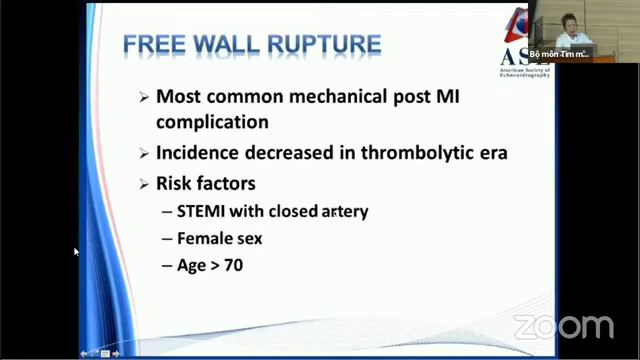 FREE WALL RUPTURE
ASE
American Society of
Echocardiography
Bộ môn Tim m...
Most common mechanical post MI
complication
Incidence decreased in thrombolytic era
Risk factors
– STEMI with closed artery
– Female sex
– Age > 70
zoom